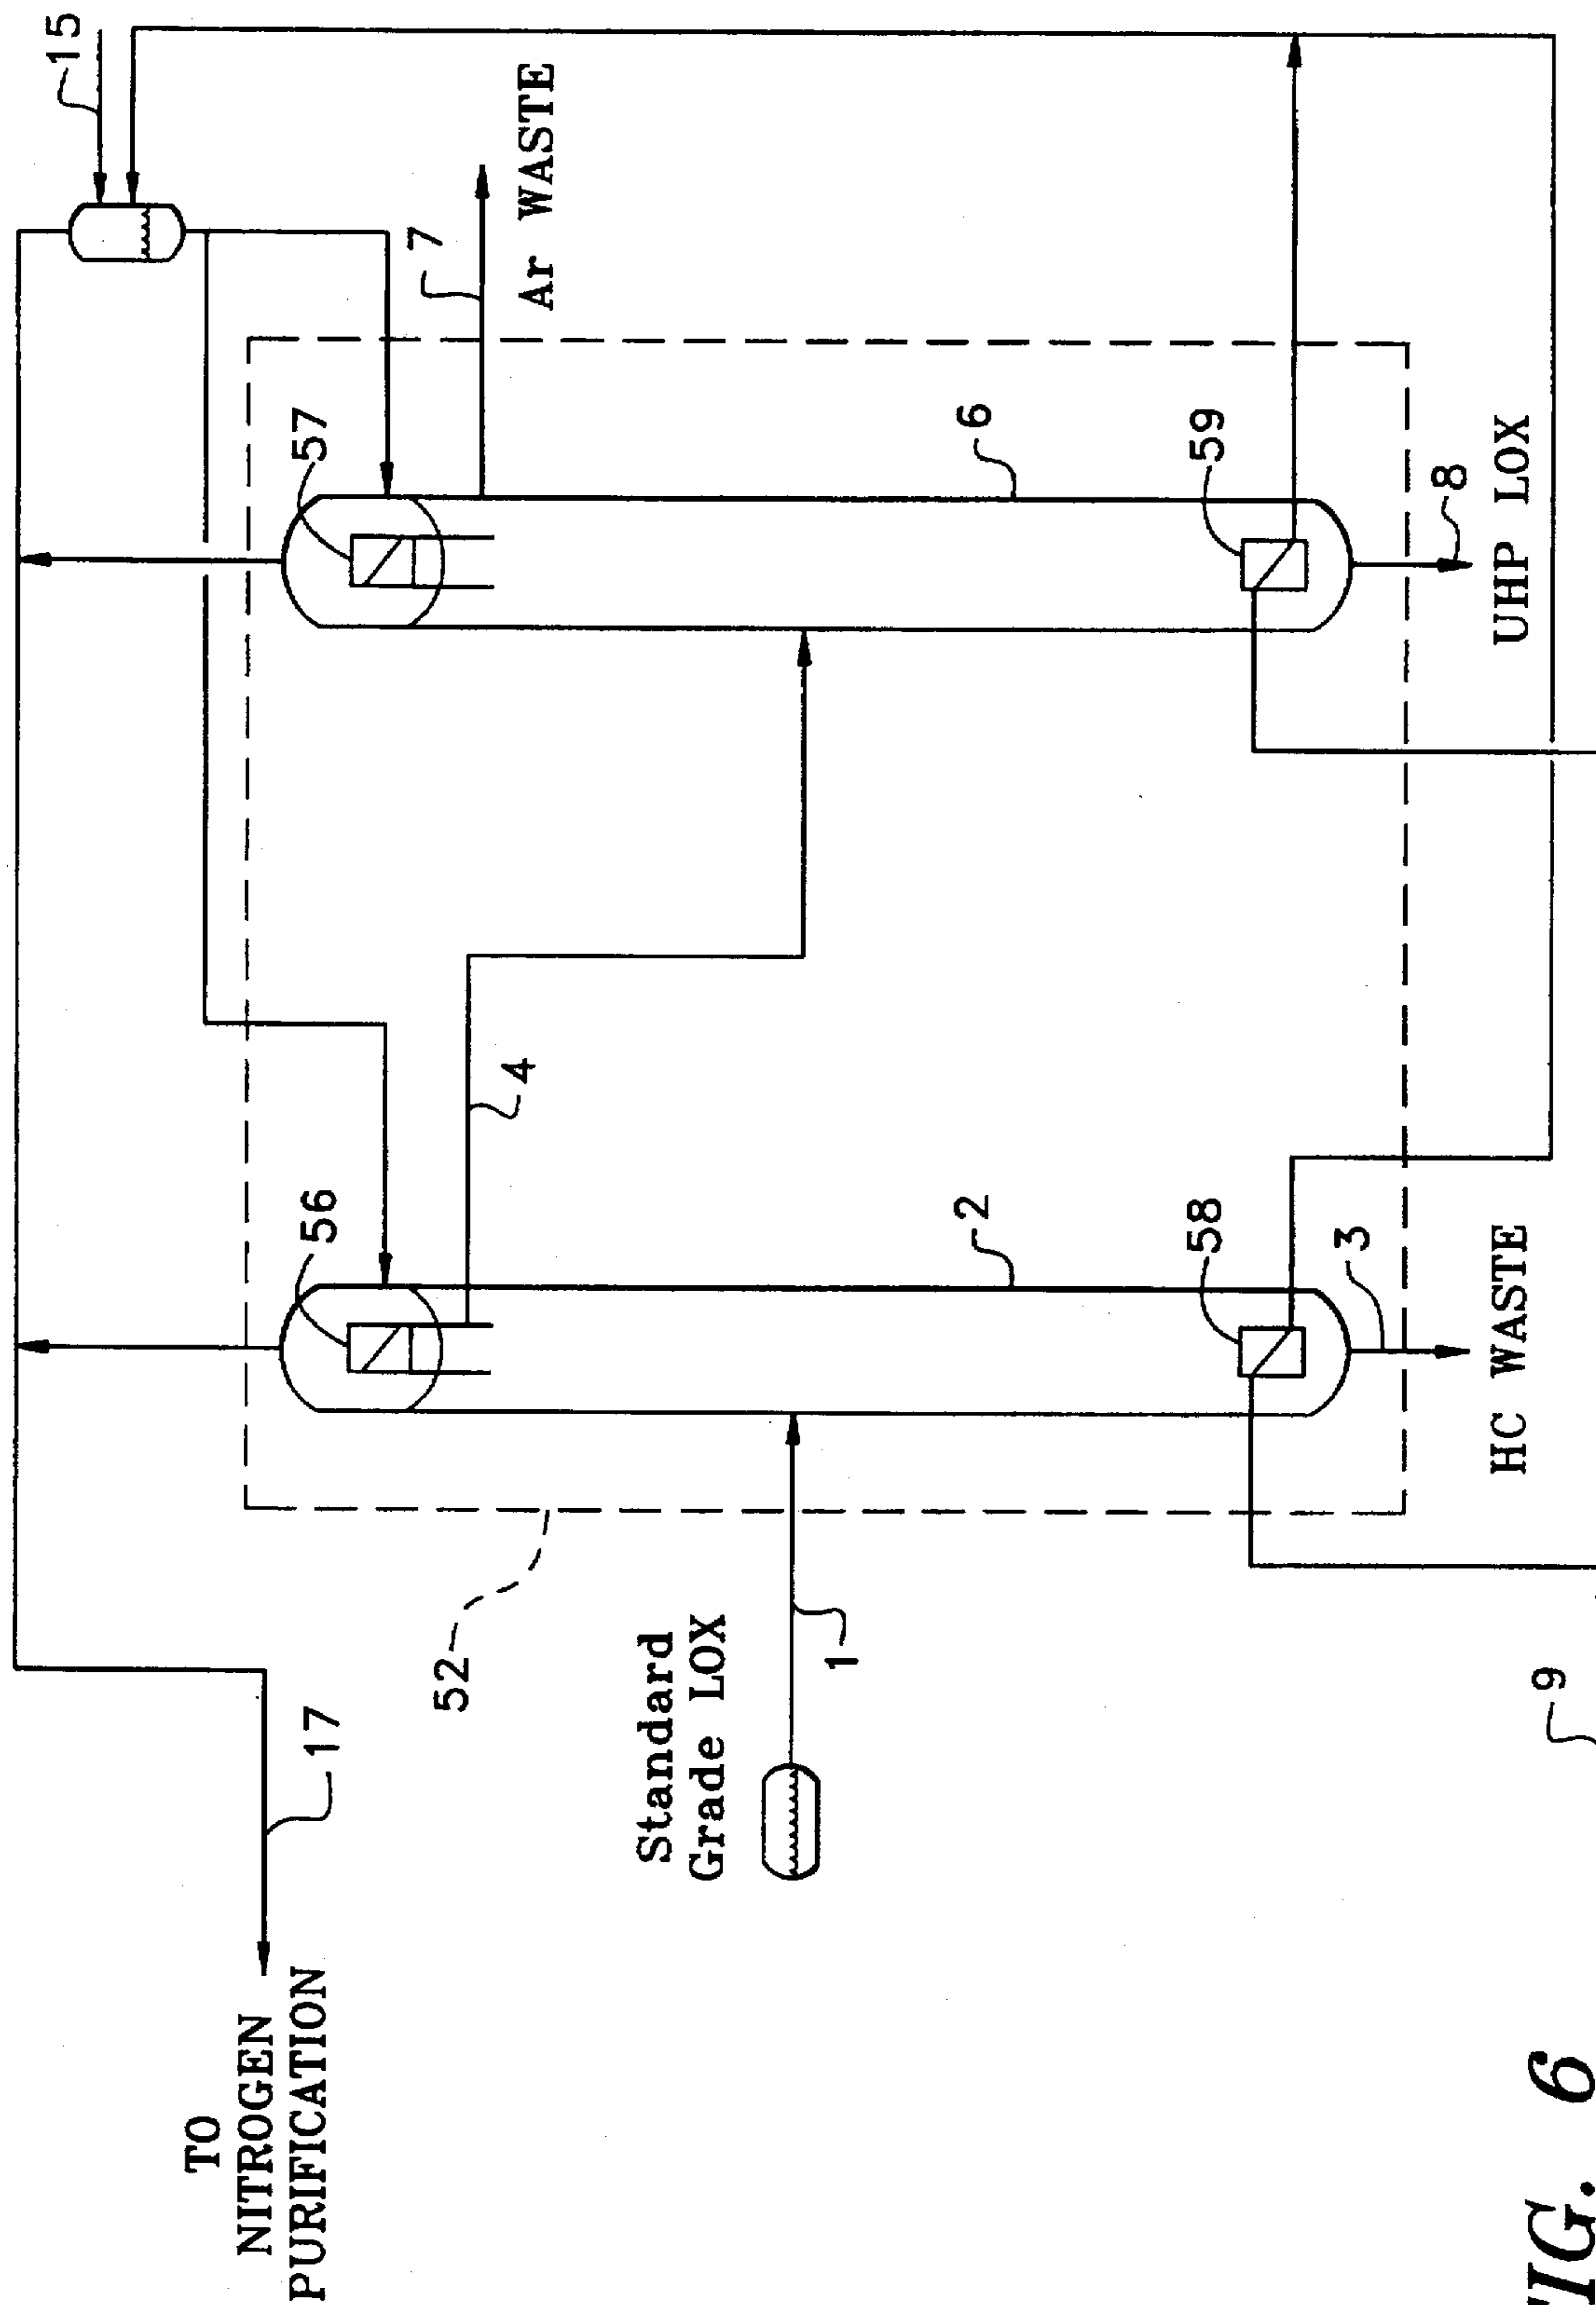 15
TO
NITROGEN
PURIFICATION
17
56
57
7
52
4
Ar WASTE
Standard
Grade LOX
1
2
6
58
59
3
8
HC WASTE
UHP LOX
9
FIG. 6